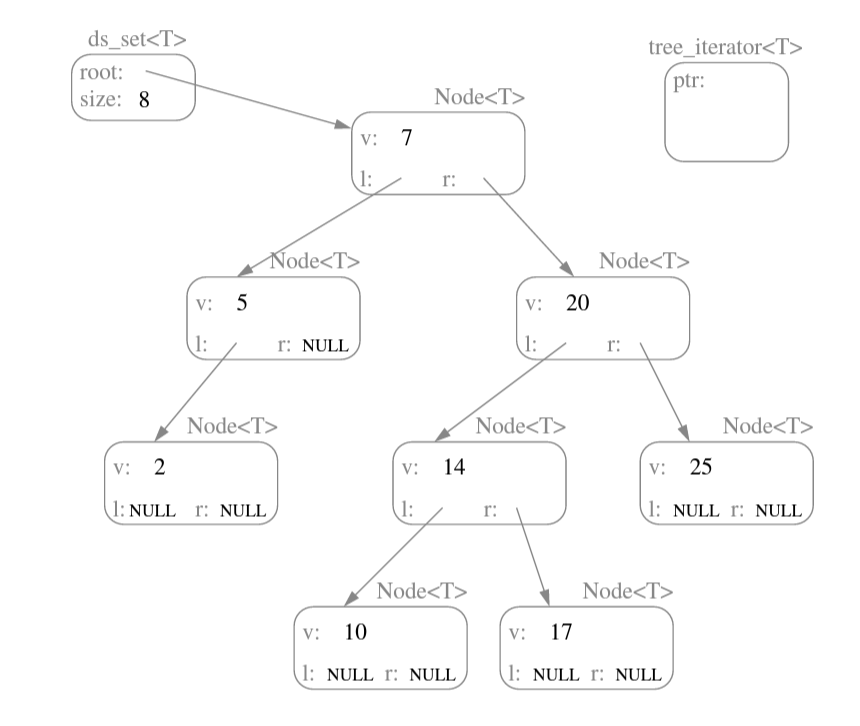 ds_set<T>
root:
size: 8
tree_iterator<T>
ptr:
Node<T>
v: 7
l: r:
Node<T>
v: 5
l: r: NULL
Node<T>
v: 20
l: r:
Node<T>
v: 2
l: NULL r: NULL
Node<T>
v: 14
l: r:
Node<T>
v: 25
l: NULL r: NULL
Node<T>
v: 10
l: NULL r: NULL
Node<T>
v: 17
l: NULL r: NULL